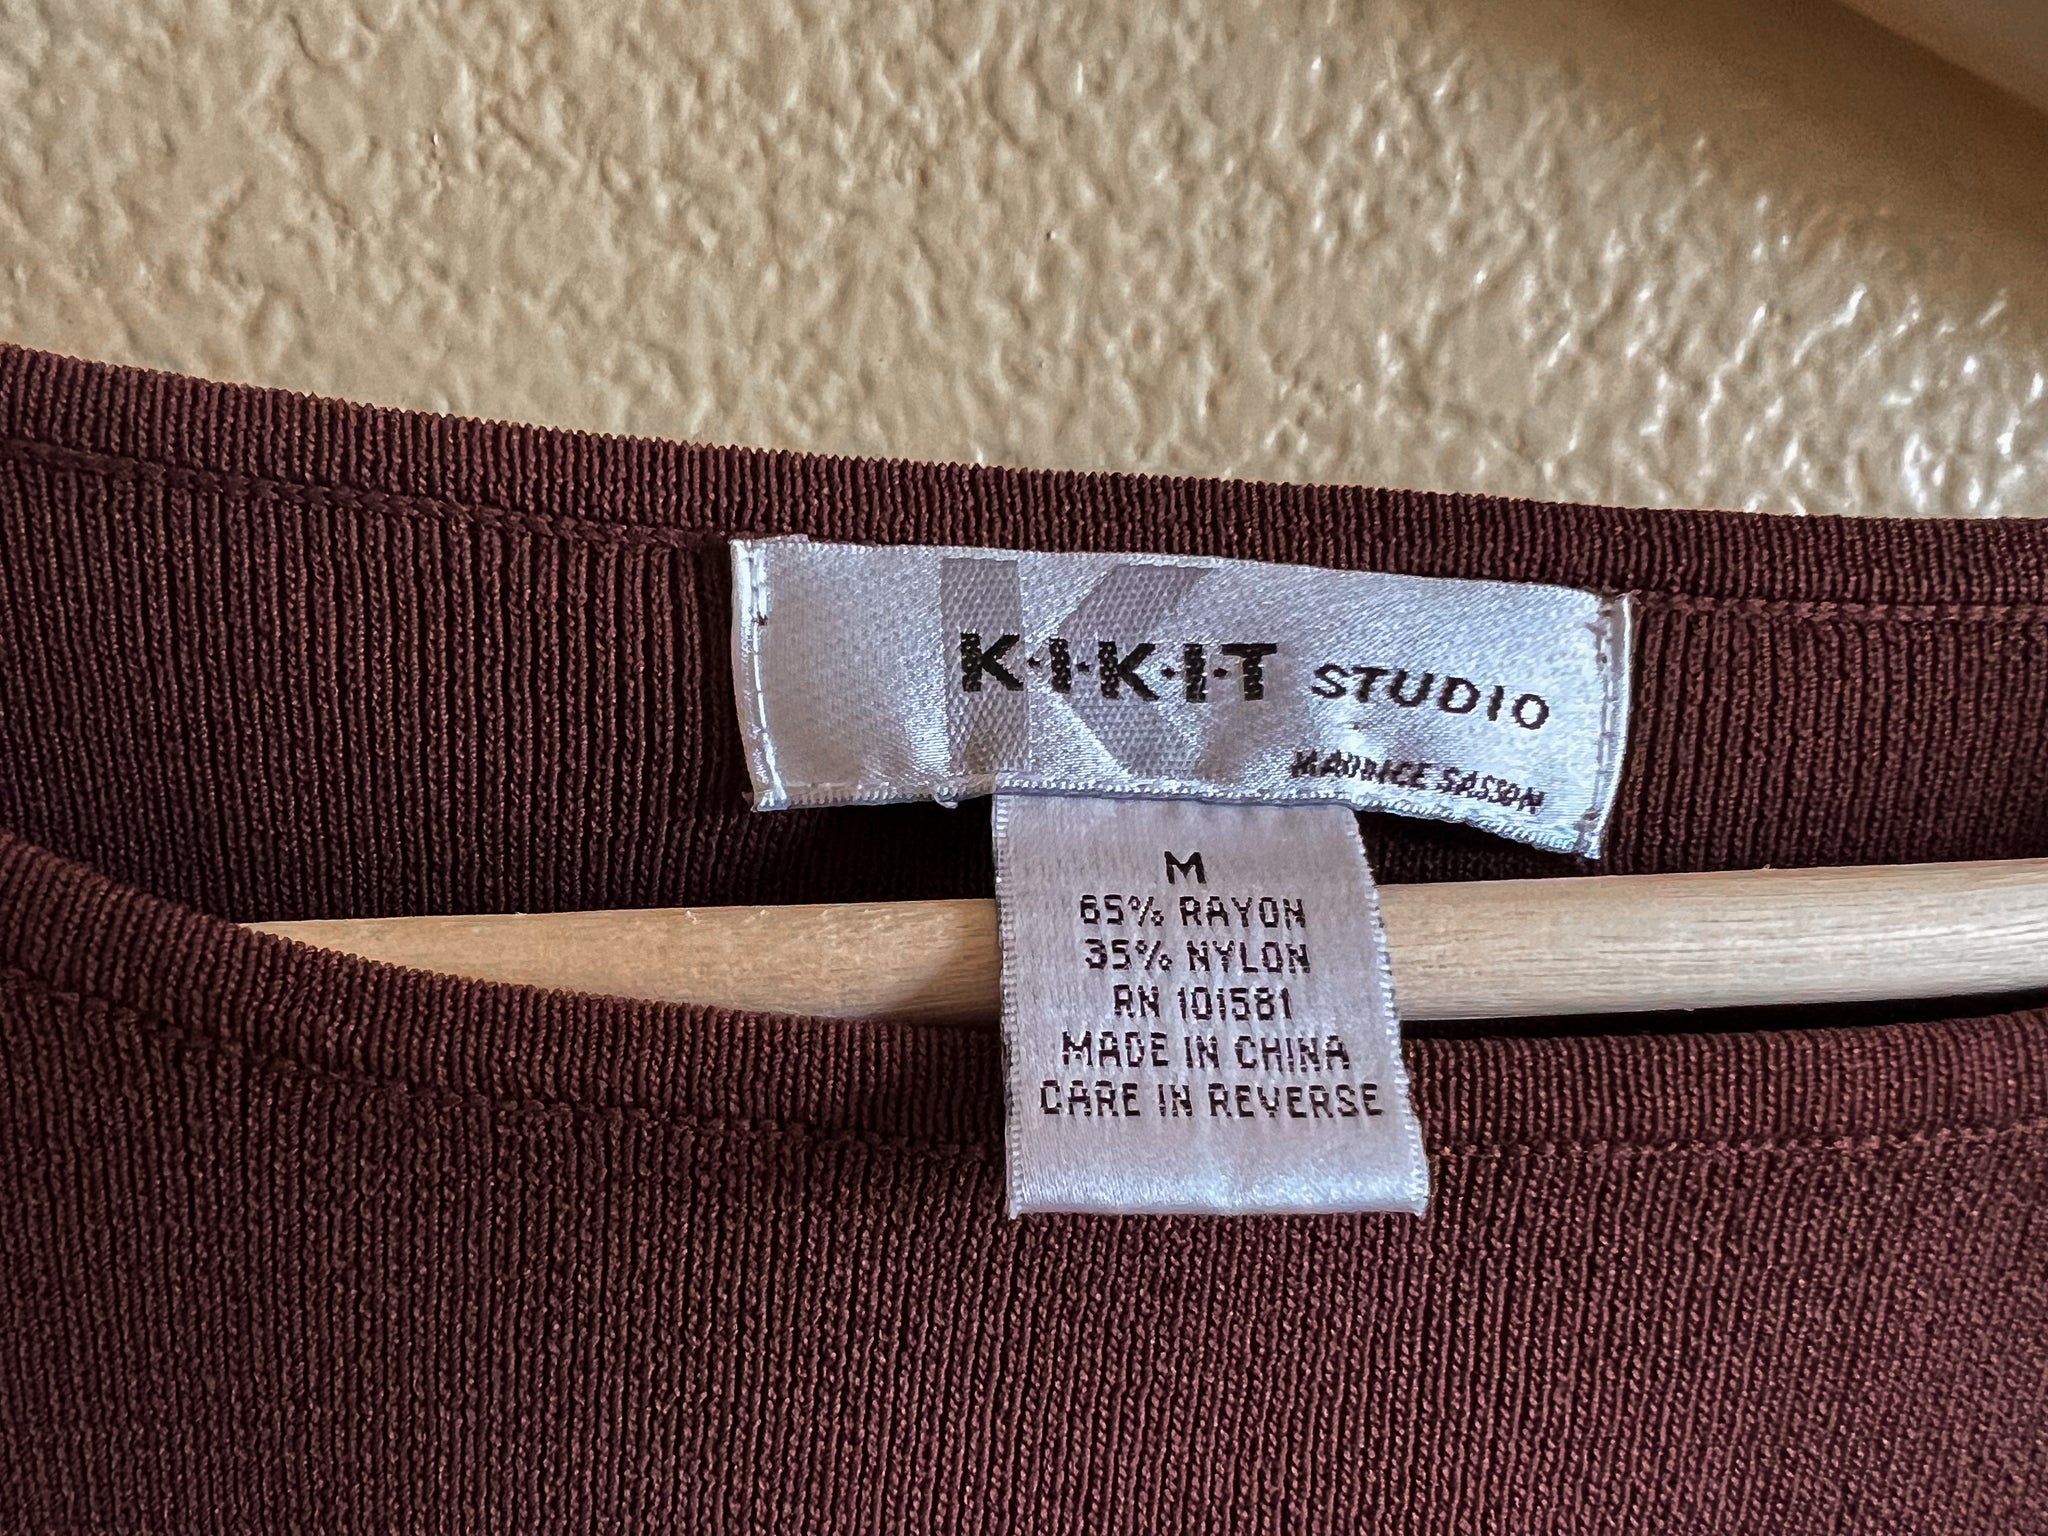 K·I·K·I·T STUDIO
MAURICE SASSON
M
65% RAYON
35% NYLON
RN 101581
MADE IN CHINA
CARE IN REVERSE